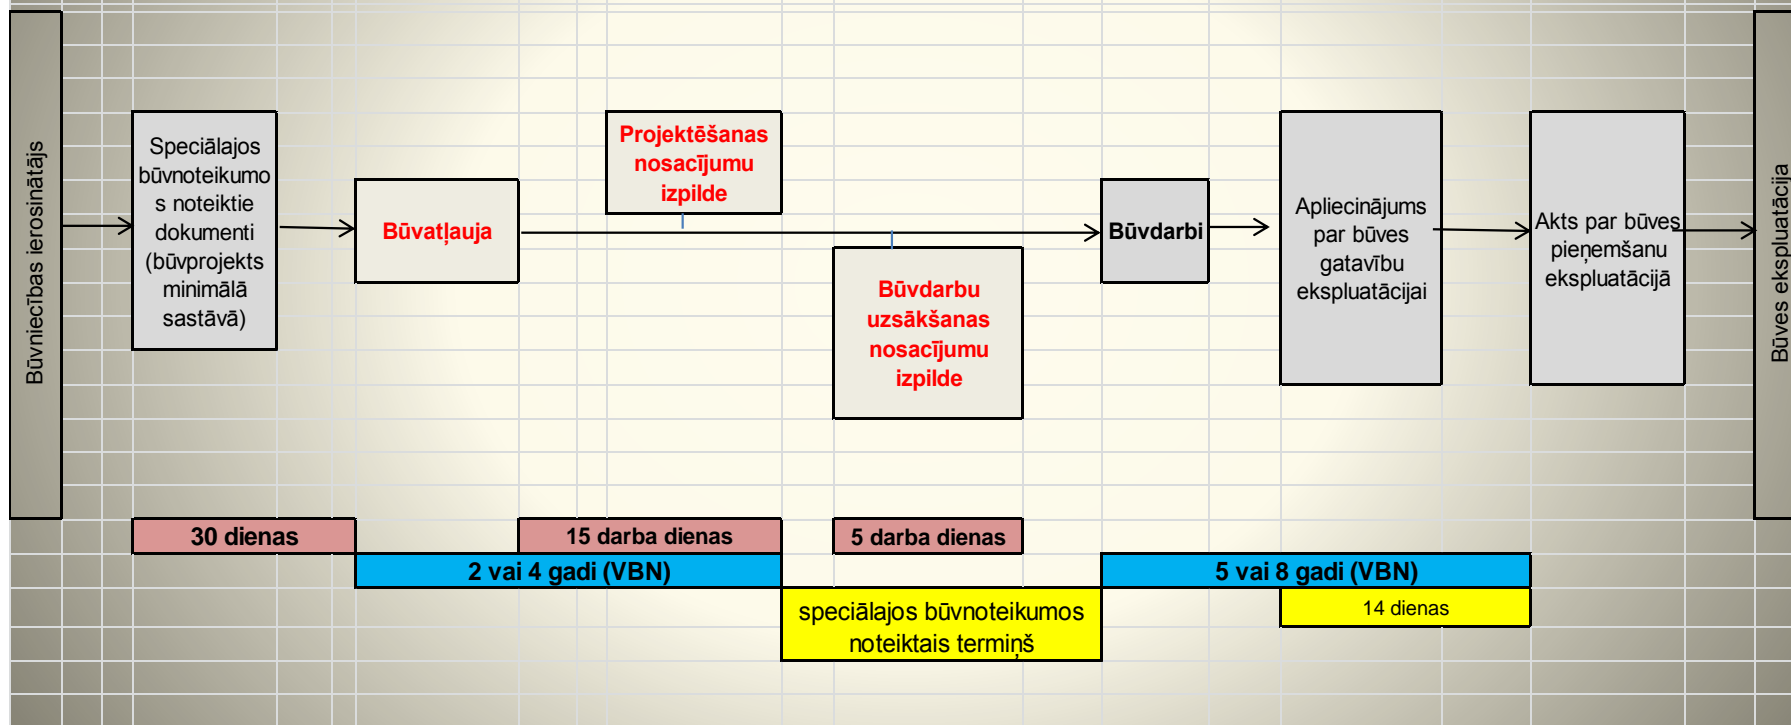 Būvniecības ierosinātājs
Speciālajos
būvnoteikumo
s noteiktie
dokumenti
(būvprojekts
minimālā
sastāvā)
Būvatļauja
Projektēšanas
nosacījumu
izpilde
Būvdarbu
uzsākšanas
nosacījumu
izpilde
Būvdarbi
Apliecinājums
par būves
gatavību
ekspluatācijai
Akts par būves
pieņemšanu
ekspluatācijā
Būves ekspluatācija
30 dienas
15 darba dienas
5 darba dienas
2 vai 4 gadi (VBN)
5 vai 8 gadi (VBN)
speciālajos būvnoteikumos
noteiktais termiņš
14 dienas